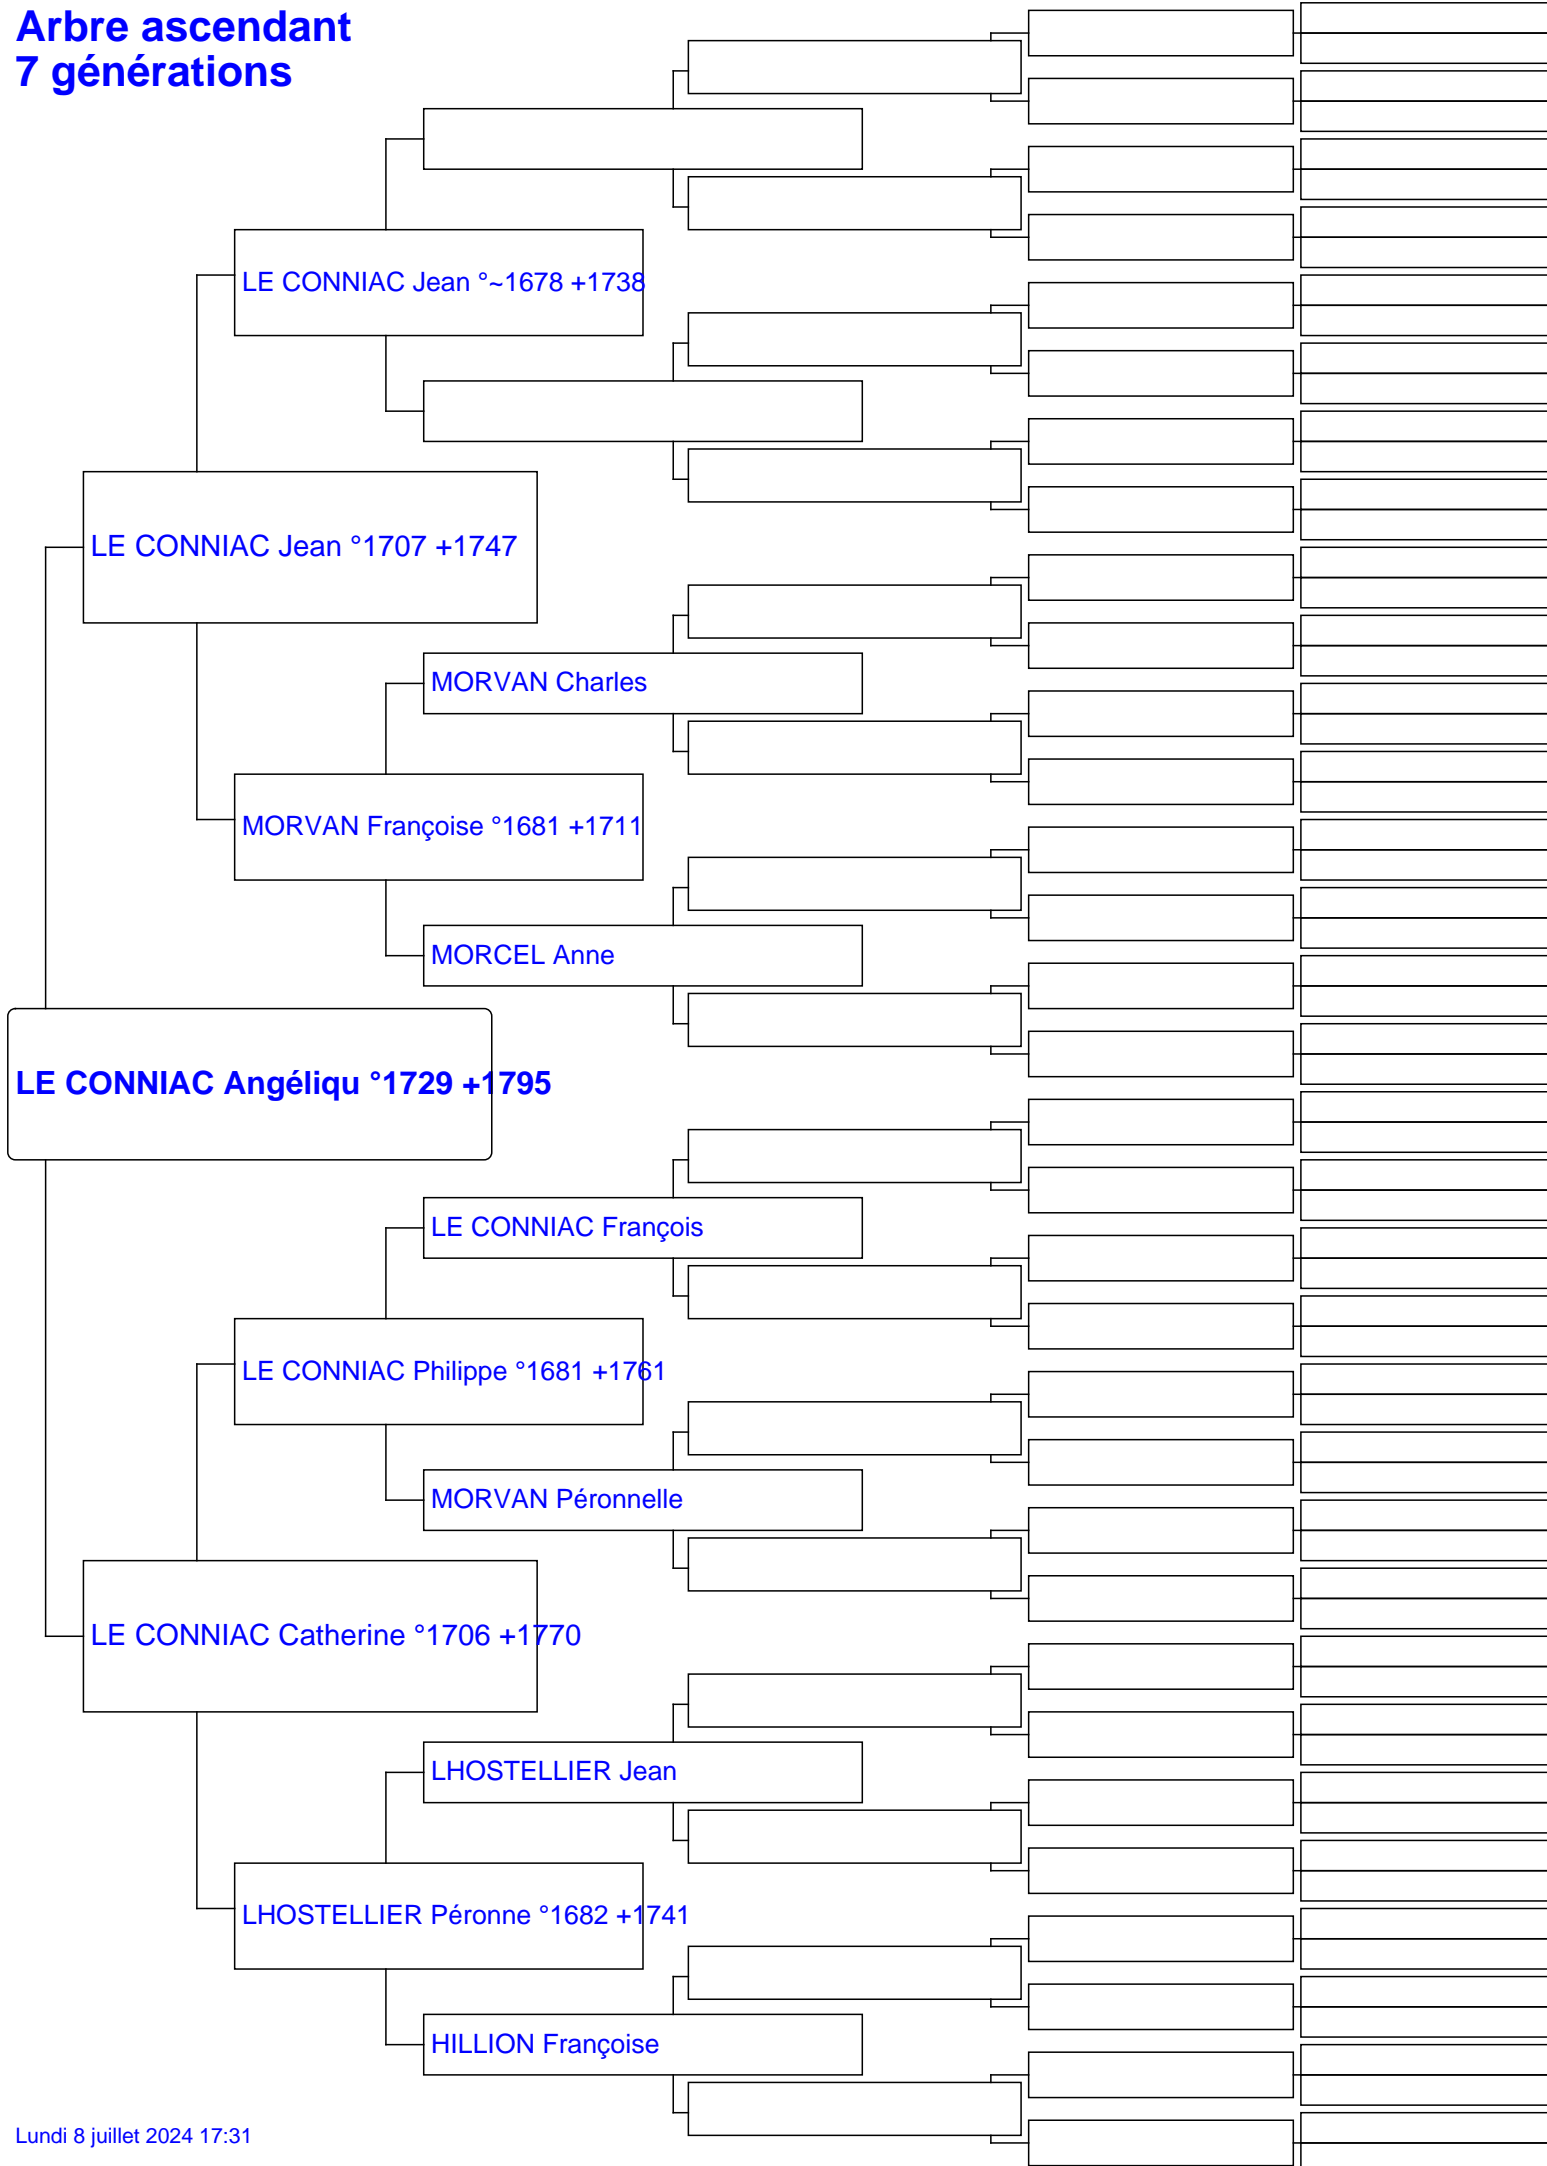 Arbre ascendant
7 générations
LE CONNIAC Jean °~1678 +1738
LE CONNIAC Jean °1707 +1747
MORVAN Charles
MORVAN Françoise °1681 +1711
MORCEL Anne
LE CONNIAC Angéliqu °1729 +1795
LE CONNIAC François
LE CONNIAC Philippe °1681 +1761
MORVAN Péronnelle
LE CONNIAC Catherine °1706 +1770
LHOSTELLIER Jean
LHOSTELLIER Péronne °1682 +1741
HILLION Françoise
Lundi 8 juillet 2024 17:31